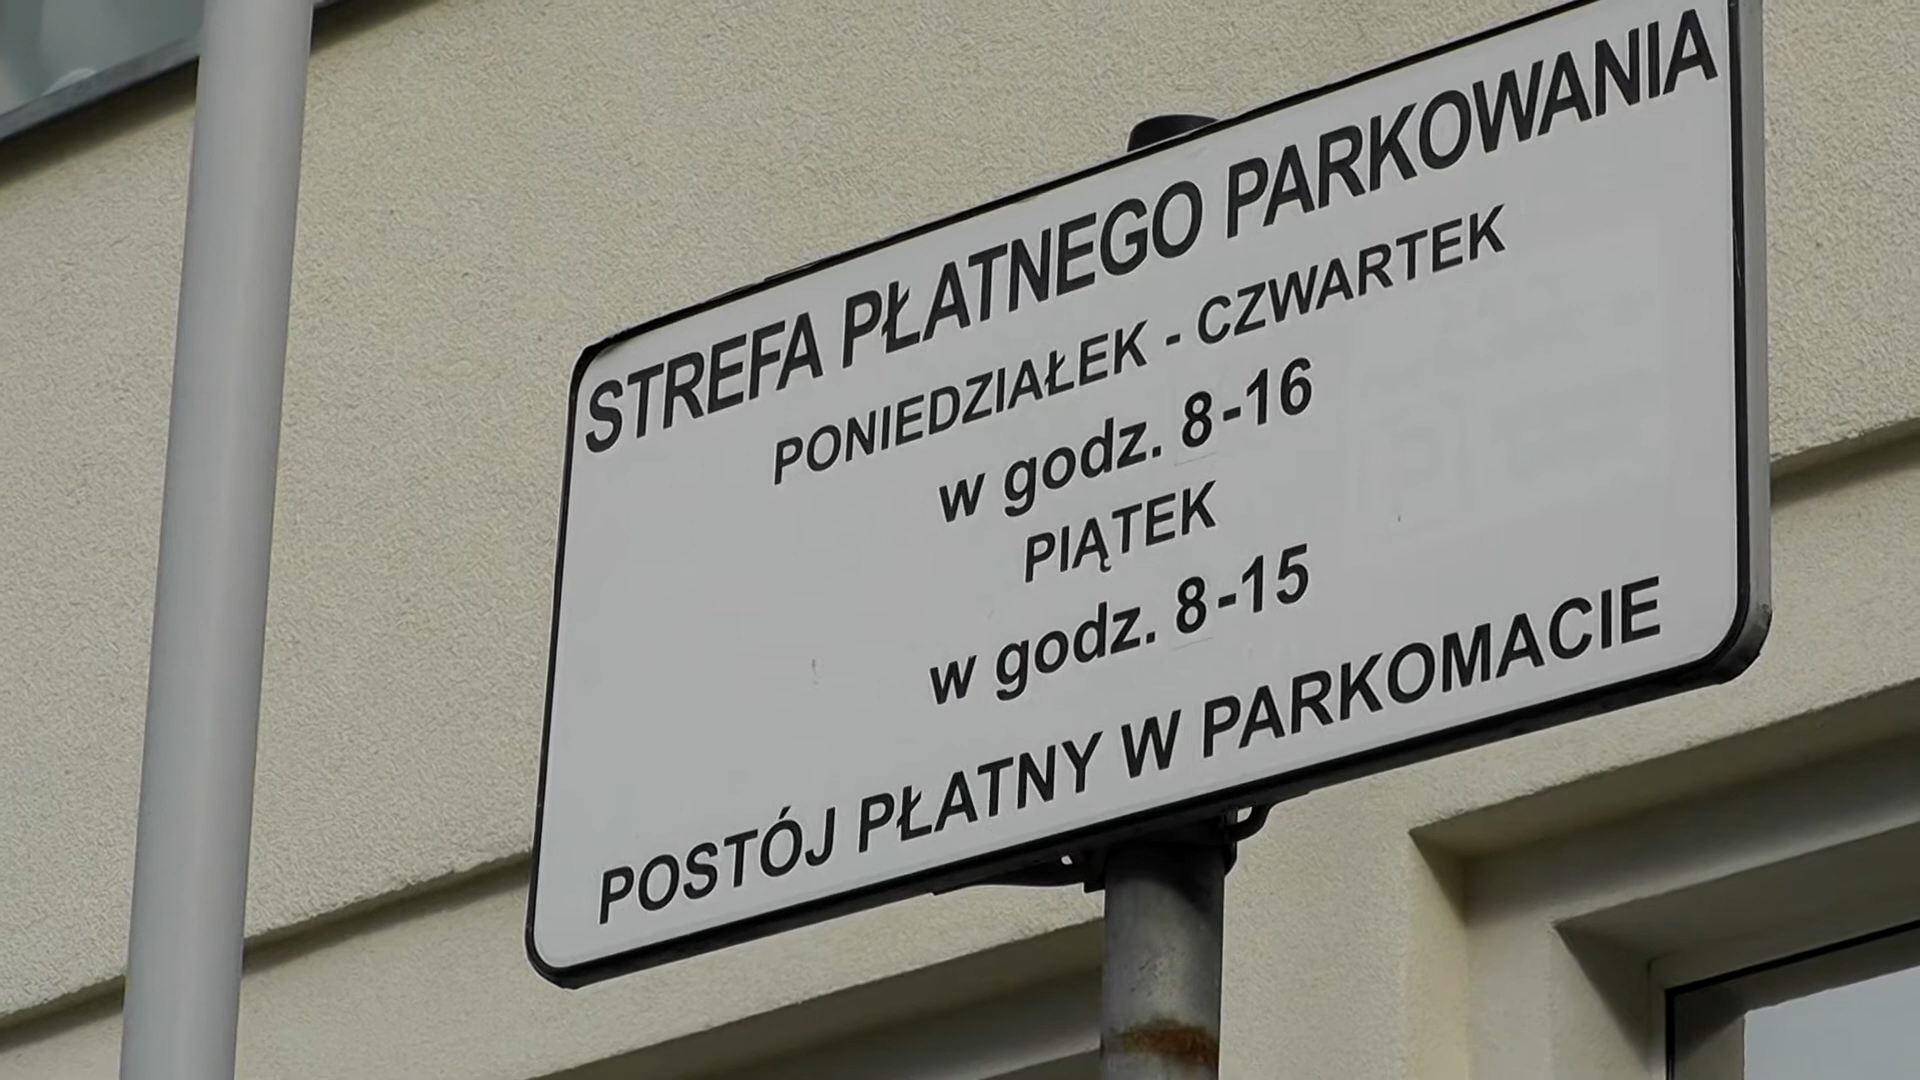 STREFA PŁATNEGO PARKOWANIA
PONIEDZIAŁEK - CZWARTEK
w godz. 8-16
PIĄTEK
w godz. 8-15
POSTÓJ PŁATNY W PARKOMACIE